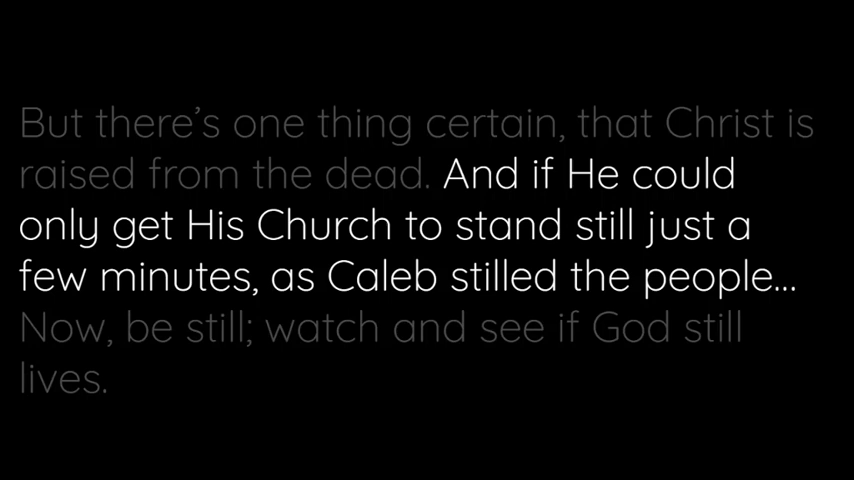 But there’s one thing certain, that Christ is
raised from the dead. And if He could
only get His Church to stand still just a
few minutes, as Caleb stilled the people...
Now, be still; watch and see if God still
lives.